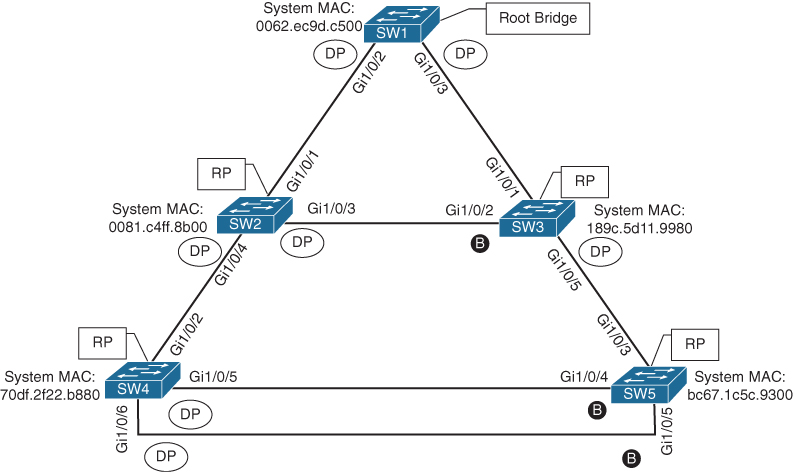 System MAC:
0062.ec9d.c500
SW1
Root Bridge
DP
DP
Gi1/0/2
Gi1/0/3
RP
Gi1/0/1
Gi1/0/1
RP
System MAC:
0081.c4ff.8b00
SW2
Gi1/0/3
Gi1/0/2
SW3
System MAC:
189c.5d11.9980
DP
DP
B
DP
Gi1/0/4
Gi1/0/5
RP
Gi1/0/2
Gi1/0/3
RP
System MAC:
70df.2f22.b880
SW4
Gi1/0/5
Gi1/0/4
SW5
System MAC:
bc67.1c5c.9300
Gi1/0/6
DP
B
Gi1/0/5
DP
B